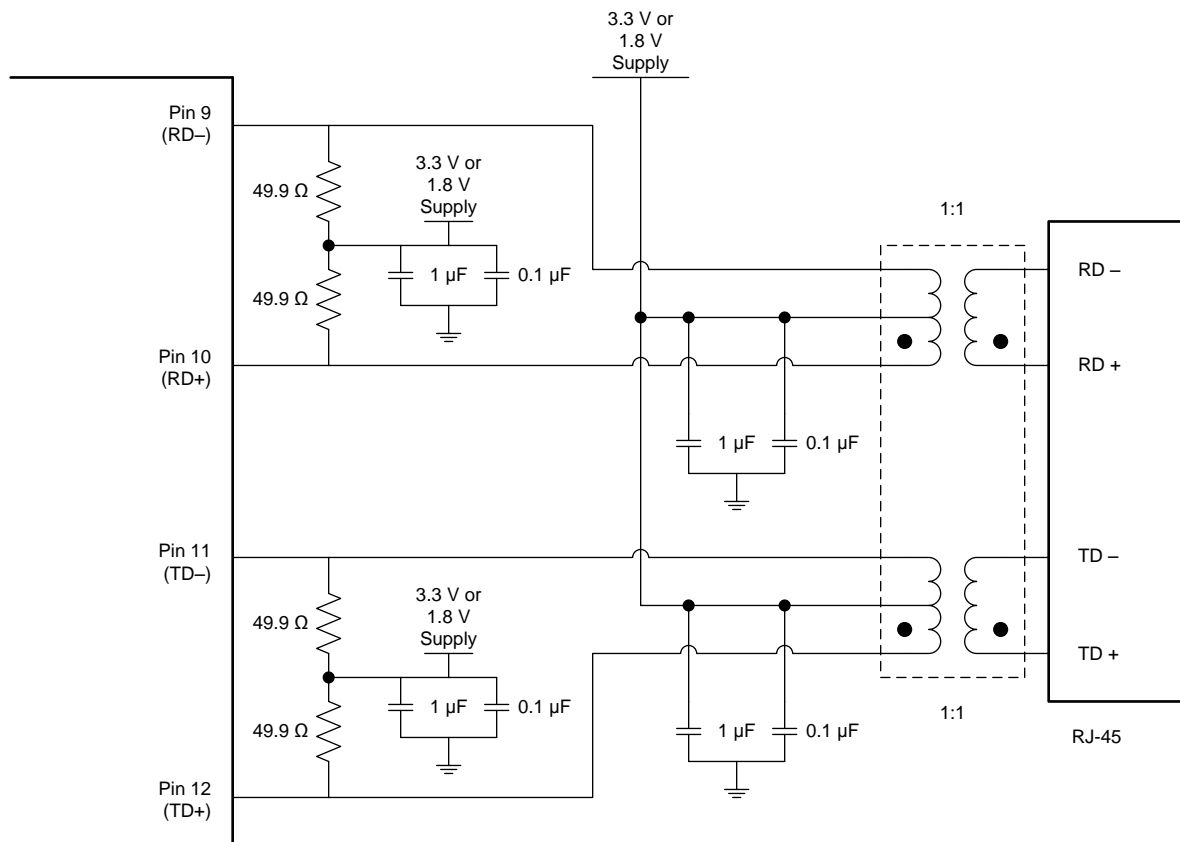 3.3 V or
1.8 V
Supply
Pin 9
(RD–)
49.9 Ω
3.3 V or
1.8 V
Supply
1 µF
0.1 µF
49.9 Ω
Pin 10
(RD+)
1:1
RD –
RD +
1 µF
0.1 µF
Pin 11
(TD–)
49.9 Ω
3.3 V or
1.8 V
Supply
1 µF
0.1 µF
49.9 Ω
Pin 12
(TD+)
TD –
TD +
1 µF
0.1 µF
1:1
RJ-45